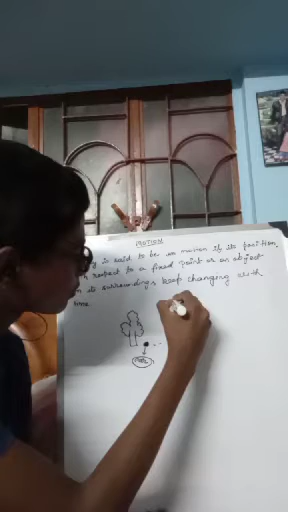 MOTION
is said to be in motion if its position,
respect to a fixed point or an object
in its surroundings keep changing with
time